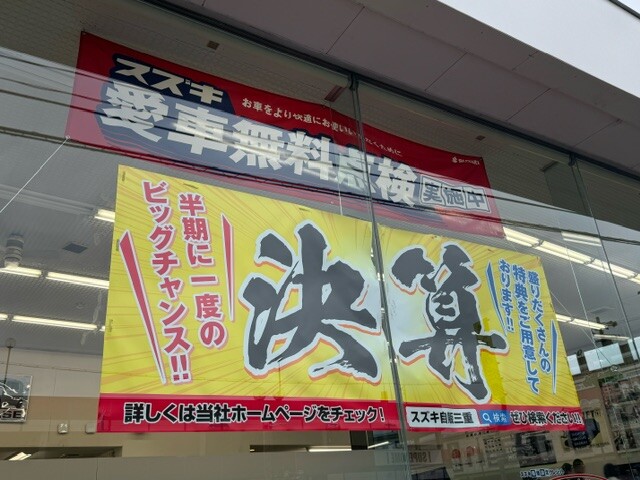 スズキ
お車をより快適にお使いいただくために
愛車無料点検
実施中
半期に一度の
ビッグチャンス!!
決算
盛りだくさんの
特典をご用意して
おります!!
詳しくは当社ホームページをチェック!
スズキ自販三重
検索
ぜひ検索ください!!